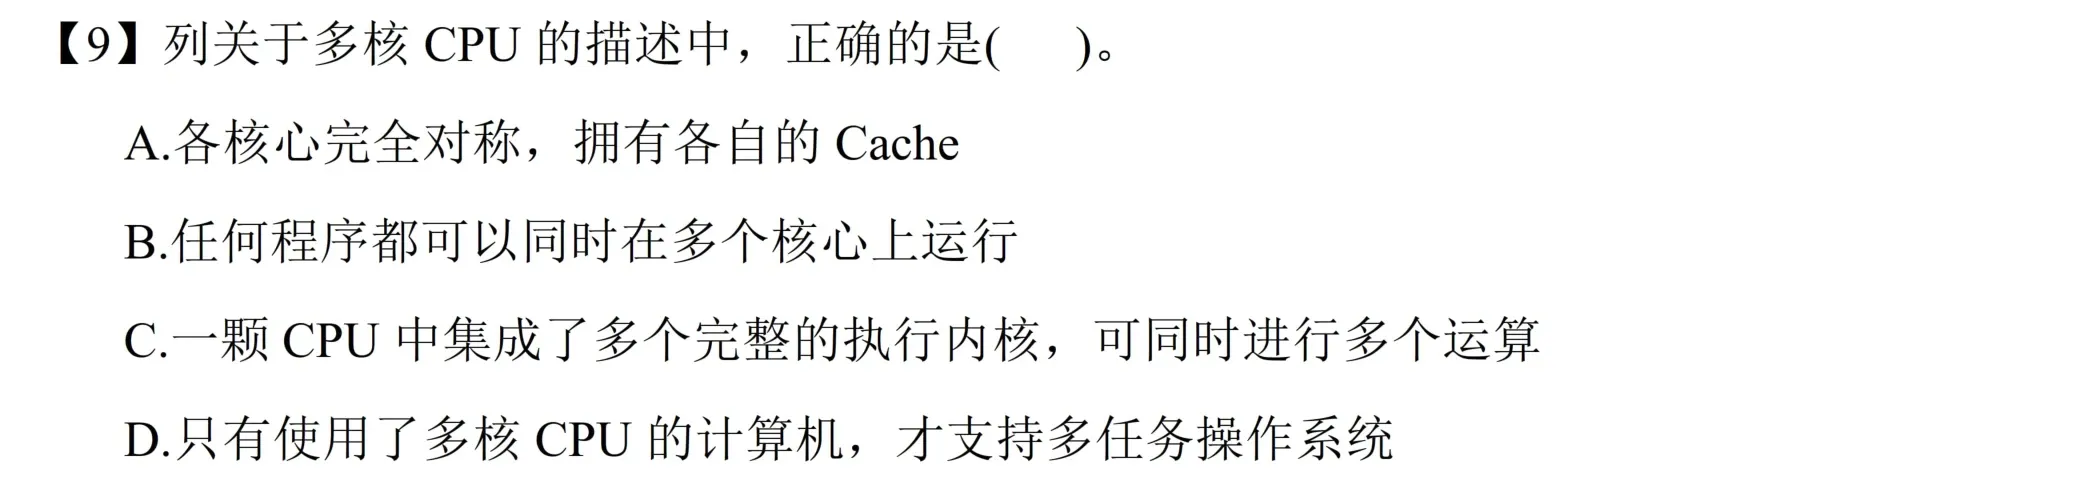 【9】列关于多核 CPU 的描述中，正确的是(  )。
A.各核心完全对称，拥有各自的 Cache
B.任何程序都可以同时在多个核心上运行
C.一颗 CPU 中集成了多个完整的执行内核，可同时进行多个运算
D.只有使用了多核 CPU 的计算机，才支持多任务操作系统